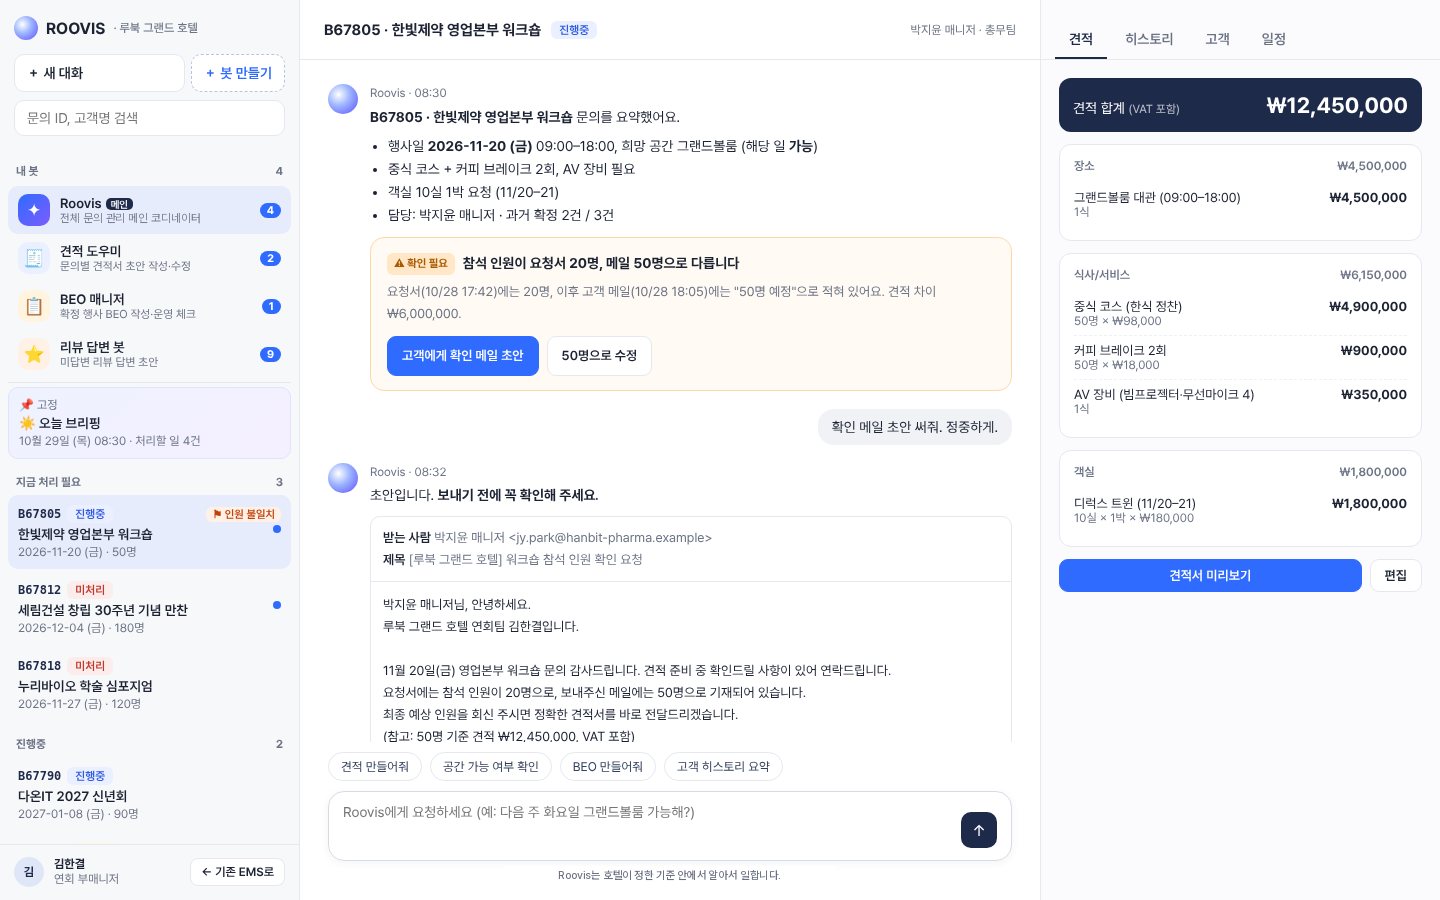 ROOVIS · 루북 그랜드 호텔
+ 새 대화
+ 봇 만들기
문의 ID, 고객명 검색
내 봇 4
Roovis 메인 4
전체 문의 관리 메인 코디네이터
견적 도우미 2
문의별 견적서 초안 작성·수정
BEO 매니저 1
확정 행사 BEO 작성·운영 체크
리뷰 답변 봇 9
미답변 리뷰 답변 초안
📌 고정
☀️ 오늘 브리핑
10월 29일 (목) 08:30 · 처리할 일 4건
지금 처리 필요 3
B67805 진행중 ⚑ 인원 불일치
한빛제약 영업본부 워크숍
2026-11-20 (금) · 50명
B67812 미처리
세림건설 창립 30주년 기념 만찬
2026-12-04 (금) · 180명
B67818 미처리
누리바이오 학술 심포지엄
2026-11-27 (금) · 120명
진행중 2
B67790 진행중
다온IT 2027 신년회
2027-01-08 (금) · 90명
김
김한결
연회 부매니저
← 기존 EMS로
B67805 · 한빛제약 영업본부 워크숍 진행중
박지윤 매니저 · 총무팀
Roovis · 08:30
B67805 · 한빛제약 영업본부 워크숍 문의를 요약했어요.
• 행사일 2026-11-20 (금) 09:00–18:00, 희망 공간 그랜드볼룸 (해당 일 가능)
• 중식 코스 + 커피 브레이크 2회, AV 장비 필요
• 객실 10실 1박 요청 (11/20–21)
• 담당: 박지윤 매니저 · 과거 확정 2건 / 3건
⚠ 확인 필요 참석 인원이 요청서 20명, 메일 50명으로 다릅니다
요청서(10/28 17:42)에는 20명, 이후 고객 메일(10/28 18:05)에는 "50명 예정"으로 적혀 있어요. 견적 차이
₩6,000,000.
고객에게 확인 메일 초안
50명으로 수정
확인 메일 초안 써줘. 정중하게.
Roovis · 08:32
초안입니다. 보내기 전에 꼭 확인해 주세요.
받는 사람 박지윤 매니저 <jy.park@hanbit-pharma.example>
제목 [루북 그랜드 호텔] 워크숍 참석 인원 확인 요청
박지윤 매니저님, 안녕하세요.
루북 그랜드 호텔 연회팀 김한결입니다.
11월 20일(금) 영업본부 워크숍 문의 감사드립니다. 견적 준비 중 확인드릴 사항이 있어 연락드립니다.
요청서에는 참석 인원이 20명으로, 보내주신 메일에는 50명으로 기재되어 있습니다.
최종 예상 인원을 회신 주시면 정확한 견적서를 바로 전달드리겠습니다.
(참고: 50명 기준 견적 ₩12,450,000, VAT 포함)
견적 만들어줘
공간 가능 여부 확인
BEO 만들어줘
고객 히스토리 요약
Roovis에게 요청하세요 (예: 다음 주 화요일 그랜드볼룸 가능해?)
↑
Roovis는 호텔이 정한 기준 안에서 알아서 일합니다.
견적 히스토리 고객 일정
견적 합계 (VAT 포함) ₩12,450,000
장소 ₩4,500,000
그랜드볼룸 대관 (09:00–18:00) ₩4,500,000
1식
식사/서비스 ₩6,150,000
중식 코스 (한식 정찬) ₩4,900,000
50명 × ₩98,000
커피 브레이크 2회 ₩900,000
50명 × ₩18,000
AV 장비 (빔프로젝터·무선마이크 4) ₩350,000
1식
객실 ₩1,800,000
디럭스 트윈 (11/20–21) ₩1,800,000
10실 × 1박 × ₩180,000
견적서 미리보기
편집